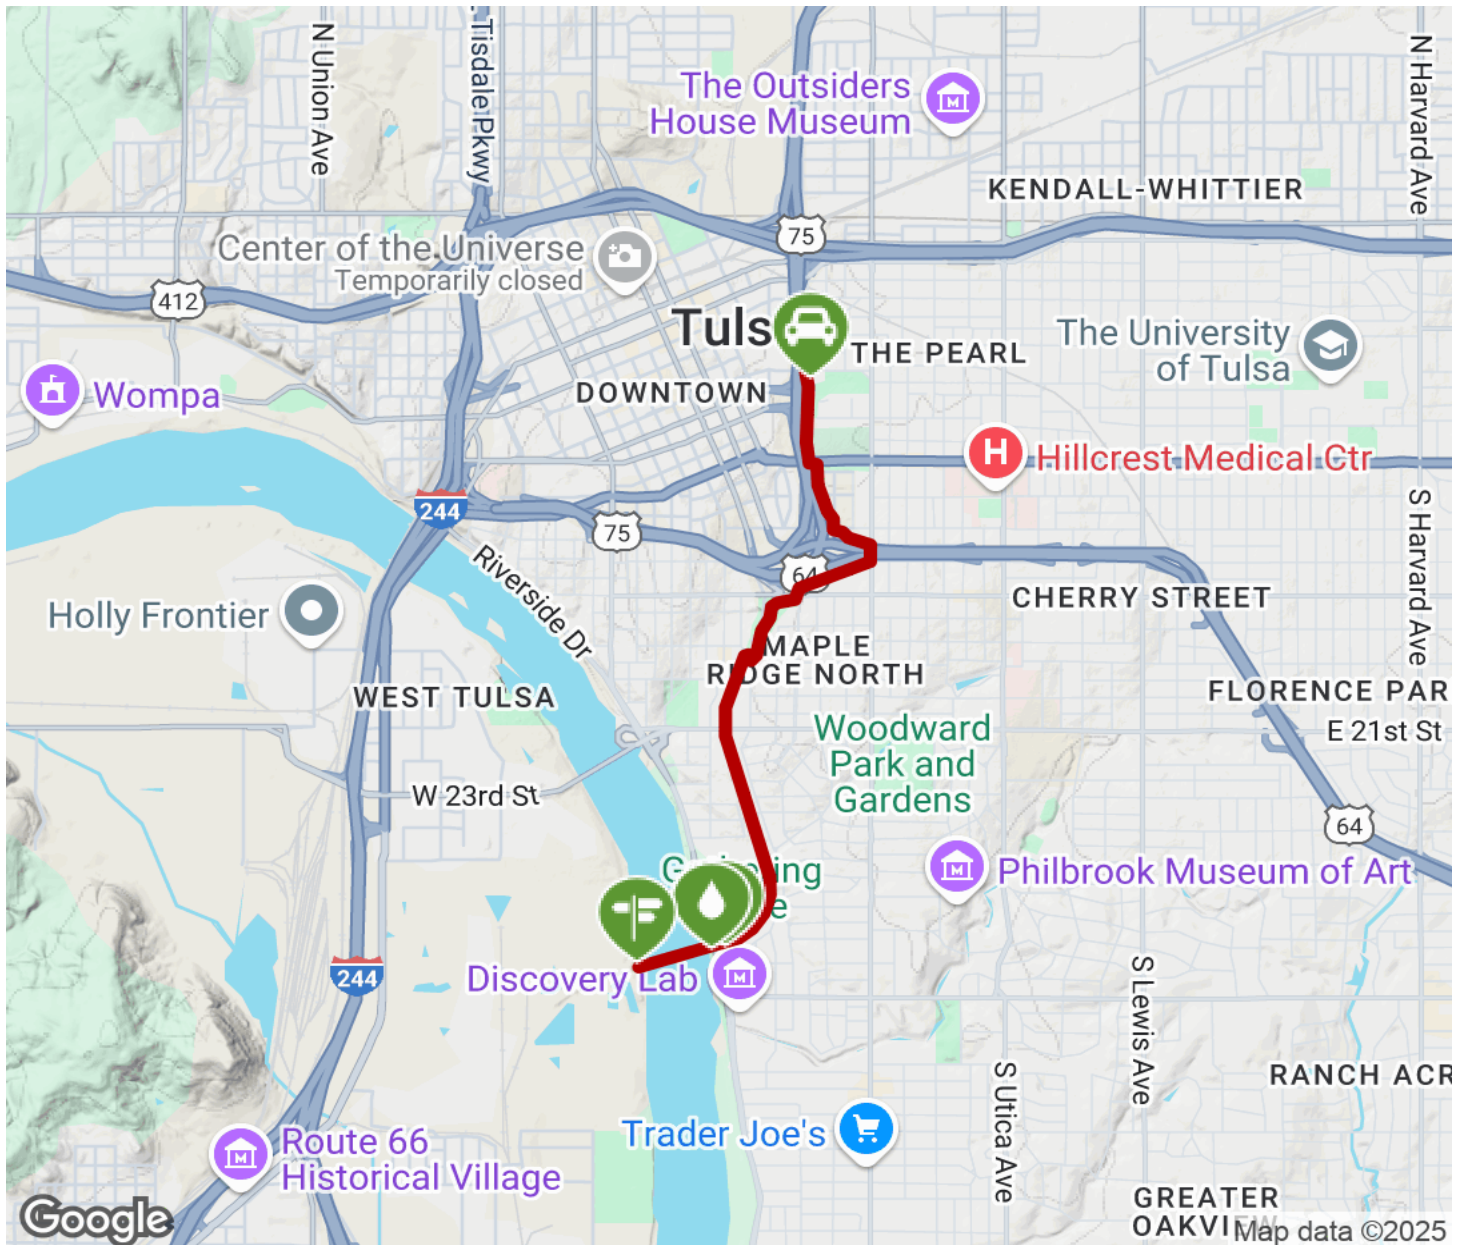 N Union Ave
Tisdale Pkwy
The Outsiders
House Museum
N Harvard Ave
KENDALL-WHITTIER
75
Center of the Universe
Temporarily closed
412
Tuls
THE PEARL
The University
of Tulsa
DOWNTOWN
Wompa
H
Hillcrest Medical Ctr
244
75
S Harvard Ave
Riverside Dr
64
CHERRY STREET
Holly Frontier
MAPLE
RIDGE NORTH
WEST TULSA
FLORENCE PAR
E 21st St
Woodward
Park and
Gardens
W 23rd St
64
Philbrook Museum of Art
244
Discovery Lab
M
S Lewis Ave
S Utica Ave
RANCH ACR
Trader Joe's
Route 66
Historical Village
GREATER
OAKVIE
Google
Map data ©2025